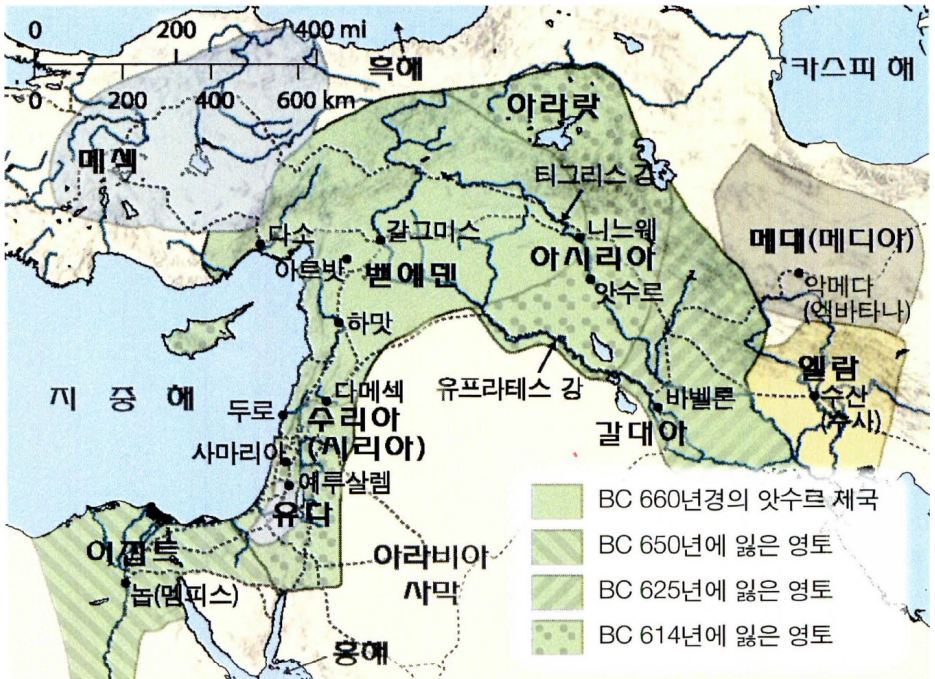 0 200 400 mi
0 200 400 600 km
흑해
카스피 해
아라랏
메섹
티그리스 강
다소
갈그미스
니느웨
메대(메디아)
아르밧
벧에덴
아시리아
앗수르
악메다
(엑바타나)
하맛
엘람
지 중 해
다메섹
유프라테스 강
바벨론
수산
(수사)
두로
수리아
(시리아)
갈대아
사마리아
예루살렘
유다
이집트
아라비아
사막
놉(멤피스)
홍해
BC 660년경의 앗수르 제국
BC 650년에 잃은 영토
BC 625년에 잃은 영토
BC 614년에 잃은 영토